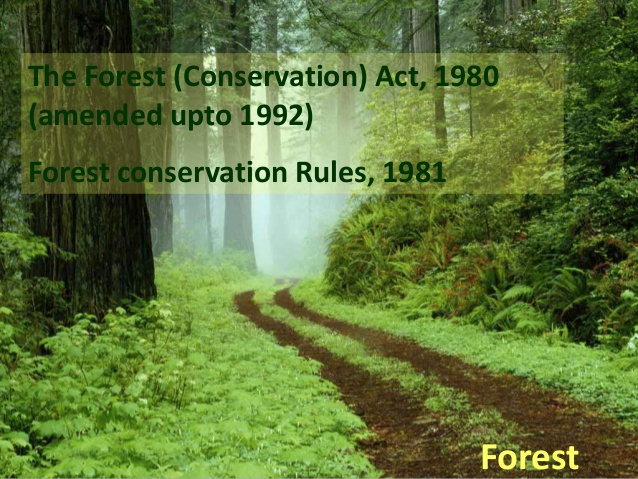 The Forest (Conservation) Act, 1980
(amended upto 1992)
Forest conservation Rules, 1981
Forest